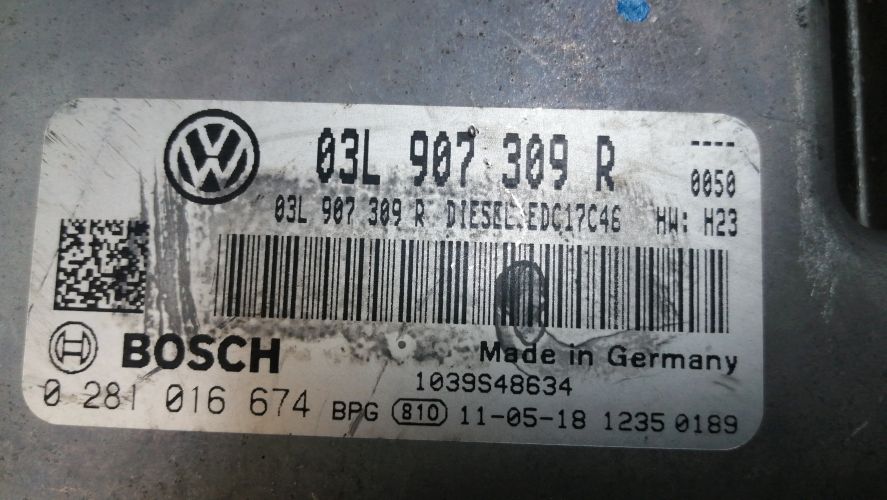 03L 907 309 R ----
0050
03L 907 309 R DIESEL EDC17C46 HW: H23
BOSCH Made in Germany
1039S48634
0 281 016 674 BPG 810 11-05-18 1235 0189